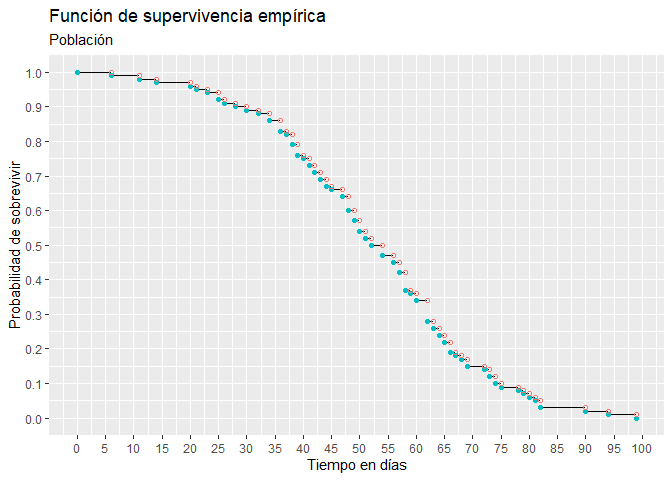 Función de supervivencia empírica
Población
Probabilidad de sobrevivir
1.0
0.9
0.8
0.7
0.6
0.5
0.4
0.3
0.2
0.1
0.0
0 5 10 15 20 25 30 35 40 45 50 55 60 65 70 75 80 85 90 95 100
Tiempo en días